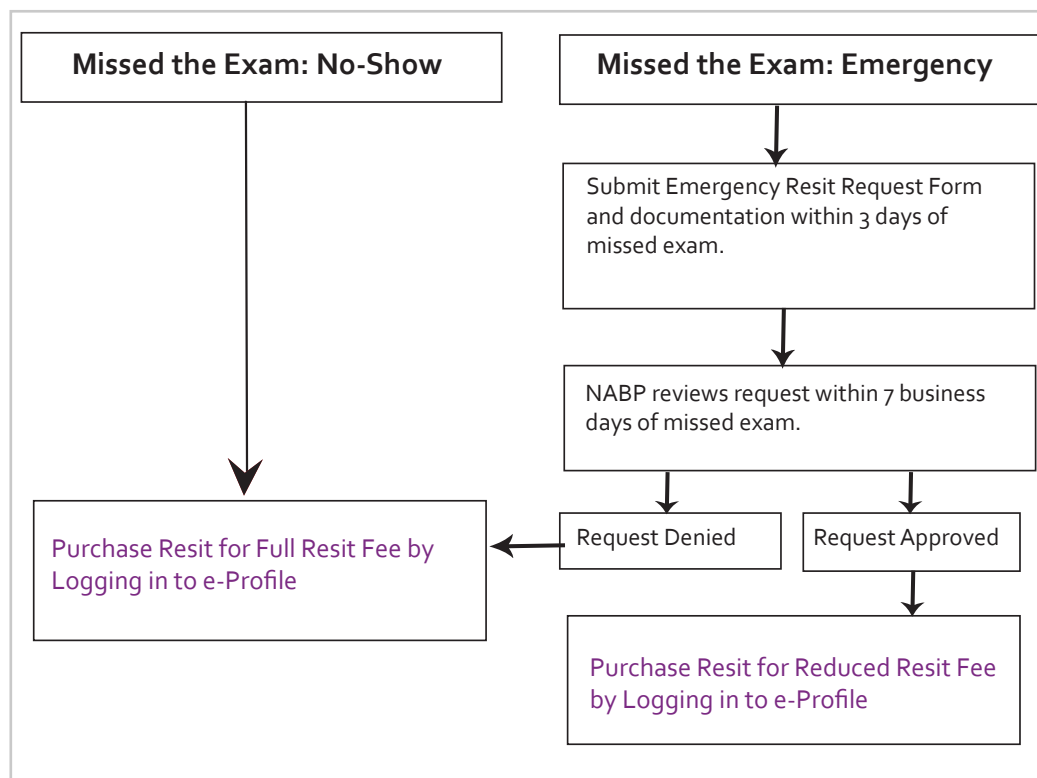 Missed the Exam: No-Show
Missed the Exam: Emergency
Submit Emergency Resit Request Form
and documentation within 3 days of
missed exam.
NABP reviews request within 7 business
days of missed exam.
Request Denied
Request Approved
Purchase Resit for Full Resit Fee by
Logging in to e-Profile
Purchase Resit for Reduced Resit Fee
by Logging in to e-Profile